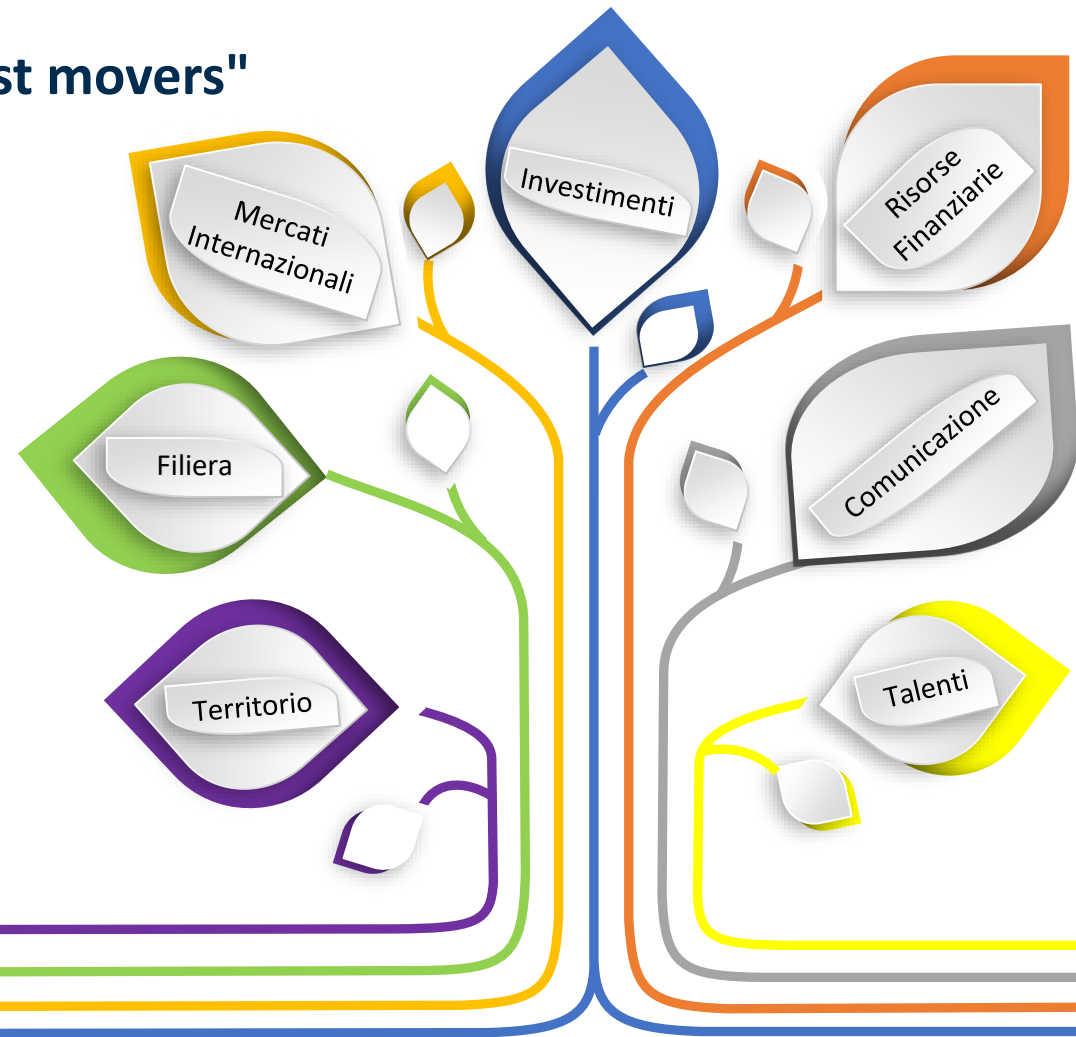 st movers"
Investimenti
Risorse
Finanziarie
Mercati
Internazionali
Comunicazione
Filiera
Talenti
Territorio